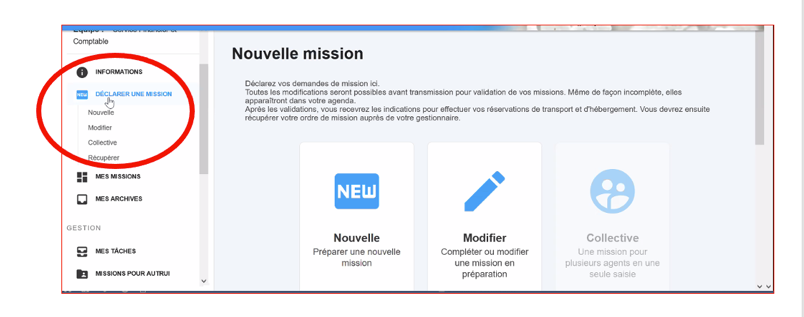 Comptable
INFORMATIONS
NEW DÉCLARER UNE MISSION
Nouvelle
Modifier
Collective
Récupérer
MES MISSIONS
MES ARCHIVES
GESTION
MES TÂCHES
MISSIONS POUR AUTRUI
Nouvelle mission
Déclarez vos demandes de mission ici.
Toutes les modifications seront possibles avant transmission pour validation de vos missions. Même de façon incomplète, elles
apparaîtront dans votre agenda.
Après les validations, vous recevrez les indications pour effectuer vos réservations de transport et d'hébergement. Vous devrez ensuite
récupérer votre ordre de mission auprès de votre gestionnaire.
NEW
Nouvelle
Préparer une nouvelle
mission
Modifier
Compléter ou modifier
une mission en
préparation
Collective
Une mission pour
plusieurs agents en une
seule saisie